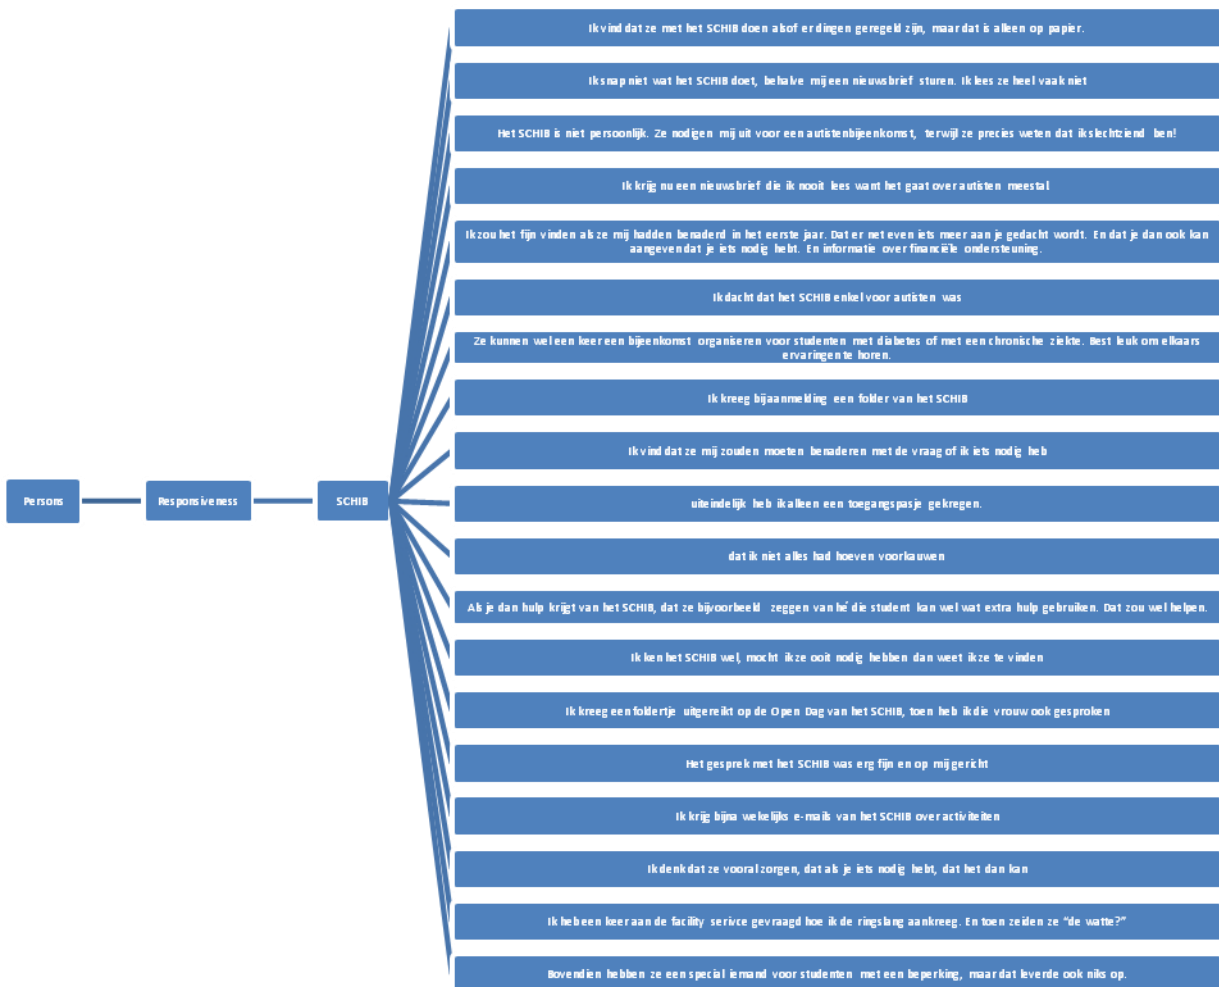 Ik vind dat ze met het SCHIB doen alsof er dingen geregeld zijn, maar dat is alleen op papier.
Ik snap niet wat het SCHIB doet, behalve mij een nieuwsbrief sturen. Ik lees ze heel vaak niet
Het SCHIB is niet persoonlijk. Ze nodigen mij uit voor een autistenbijeenkomst, terwijl ze precies weten dat ik slechtziend ben!
Ik krijg nu een nieuwsbrief die ik nooit lees want het gaat over autisten meestal
Ik zou het fijn vinden als ze mij hadden benaderd in het eerste jaar. Dat er net even iets meer aan je gedacht wordt. En dat je dan ook kan
aangeven dat je iets nodig hebt. En informatie over financiële ondersteuning.
Ik dacht dat het SCHIB enkel voor autisten was
Ze kunnen wel een keer een bijeenkomst organiseren voor studenten met diabetes of met een chronische ziekte. Best leuk om elkaars
ervaringen te horen.
Ik kreeg bij aanmelding een folder van het SCHIB
Ik vind dat ze mij zouden moeten benaderen met de vraag of ik iets nodig heb
Persons
Responsiveness
SCHIB
uiteindelijk heb ik alleen een toegangspasje gekregen.
dat ik niet alles had hoeven voorkauwen
Als je dan hulp krijgt van het SCHIB, dat ze bijvoorbeeld zeggen van hé die student kan wel wat extra hulp gebruiken. Dat zou wel helpen.
Ik ken het SCHIB wel, mocht ik ze ooit nodig hebben dan weet ik ze te vinden
Ik kreeg een foldertje uitgereikt op de Open Dag van het SCHIB, toen heb ik die vrouw ook gesproken
Het gesprek met het SCHIB was erg fijn en op mij gericht
Ik krijg bijna wekelijks e-mails van het SCHIB over activiteiten
Ik denk dat ze vooral zorgen, dat als je iets nodig hebt, dat het dan kan
Ik heb een keer aan de facility serivce gevraagd hoe ik de ringslang aankreeg. En toen zeiden ze “de watte?”
Bovendien hebben ze een special iemand voor studenten met een beperking, maar dat leverde ook niks op.